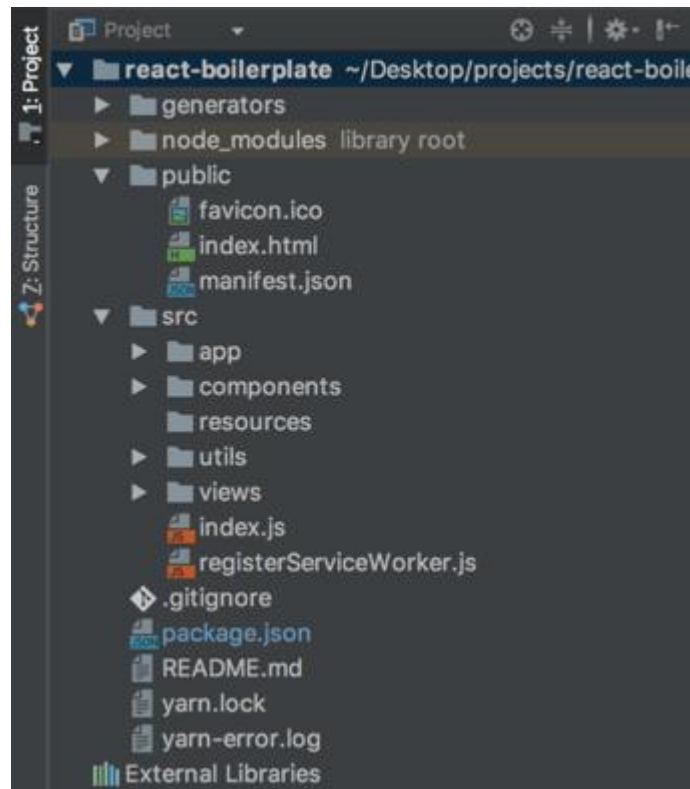 Project
1: Project
react-boilerplate ~/Desktop/projects/react-boile
generators
node_modules library root
public
favicon.ico
index.html
manifest.json
Z: Structure
src
app
components
resources
utils
views
index.js
registerServiceWorker.js
.gitignore
package.json
README.md
yarn.lock
yarn-error.log
External Libraries